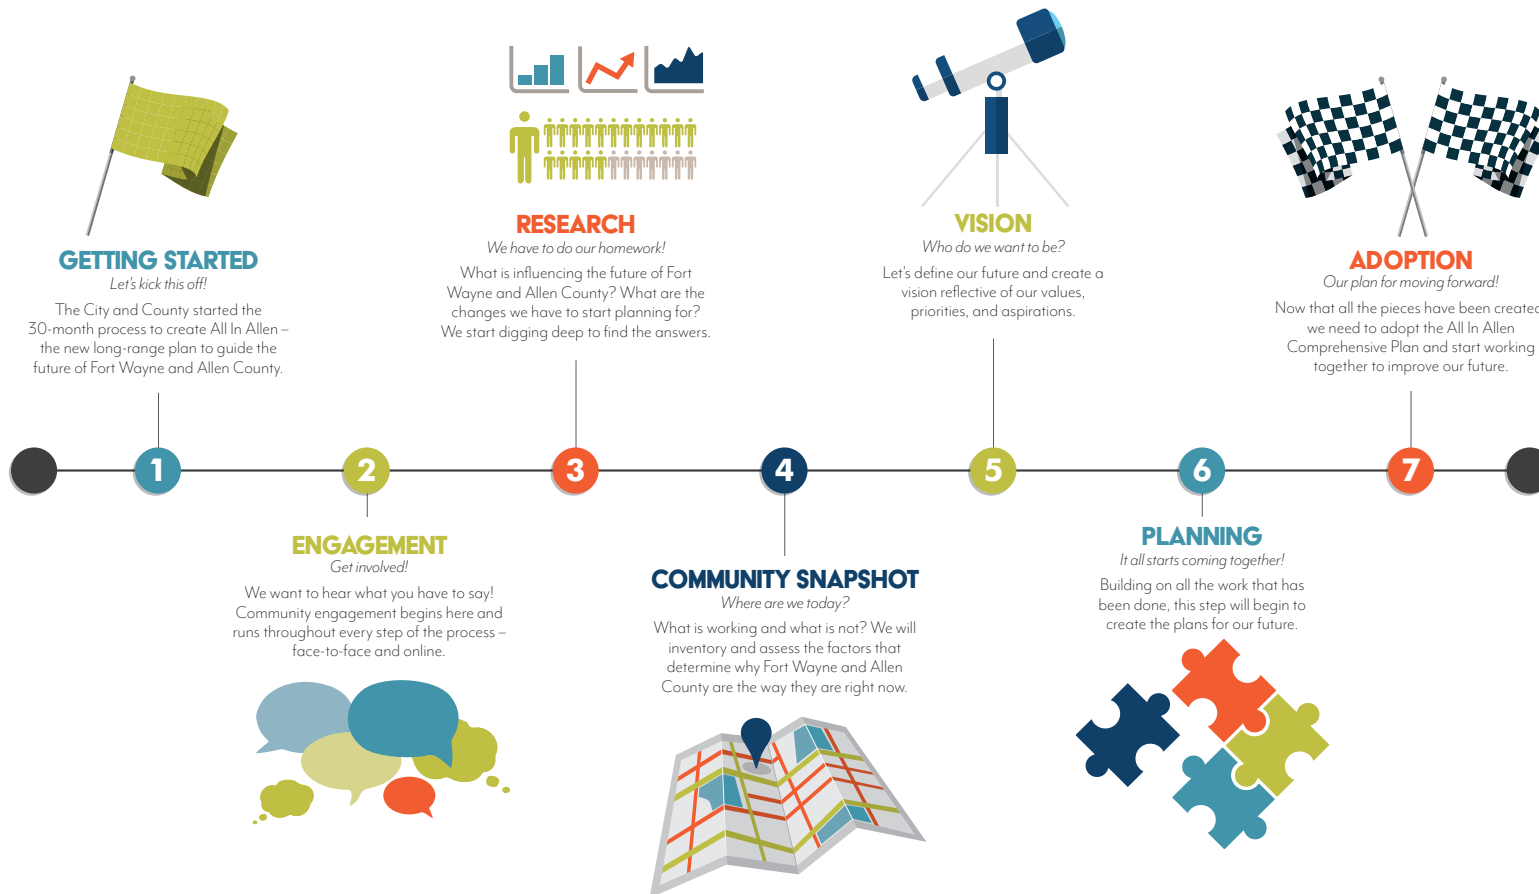 GETTING STARTED
Let's kick this off!
The City and County started the
30-month process to create All In Allen –
the new long-range plan to guide the
future of Fort Wayne and Allen County.
RESEARCH
We have to do our homework!
What is influencing the future of Fort
Wayne and Allen County? What are the
changes we have to start planning for?
We start digging deep to find the answers.
VISION
Who do we want to be?
Let's define our future and create a
vision reflective of our values,
priorities, and aspirations.
ADOPTION
Our plan for moving forward!
Now that all the pieces have been created
we need to adopt the All In Allen
Comprehensive Plan and start working
together to improve our future.
1
2
3
4
5
6
7
ENGAGEMENT
Get involved!
We want to hear what you have to say!
Community engagement begins here and
runs throughout every step of the process –
face-to-face and online.
COMMUNITY SNAPSHOT
Where are we today?
What is working and what is not? We will
inventory and assess the factors that
determine why Fort Wayne and Allen
County are the way they are right now.
PLANNING
It all starts coming together!
Building on all the work that has
been done, this step will begin to
create the plans for our future.